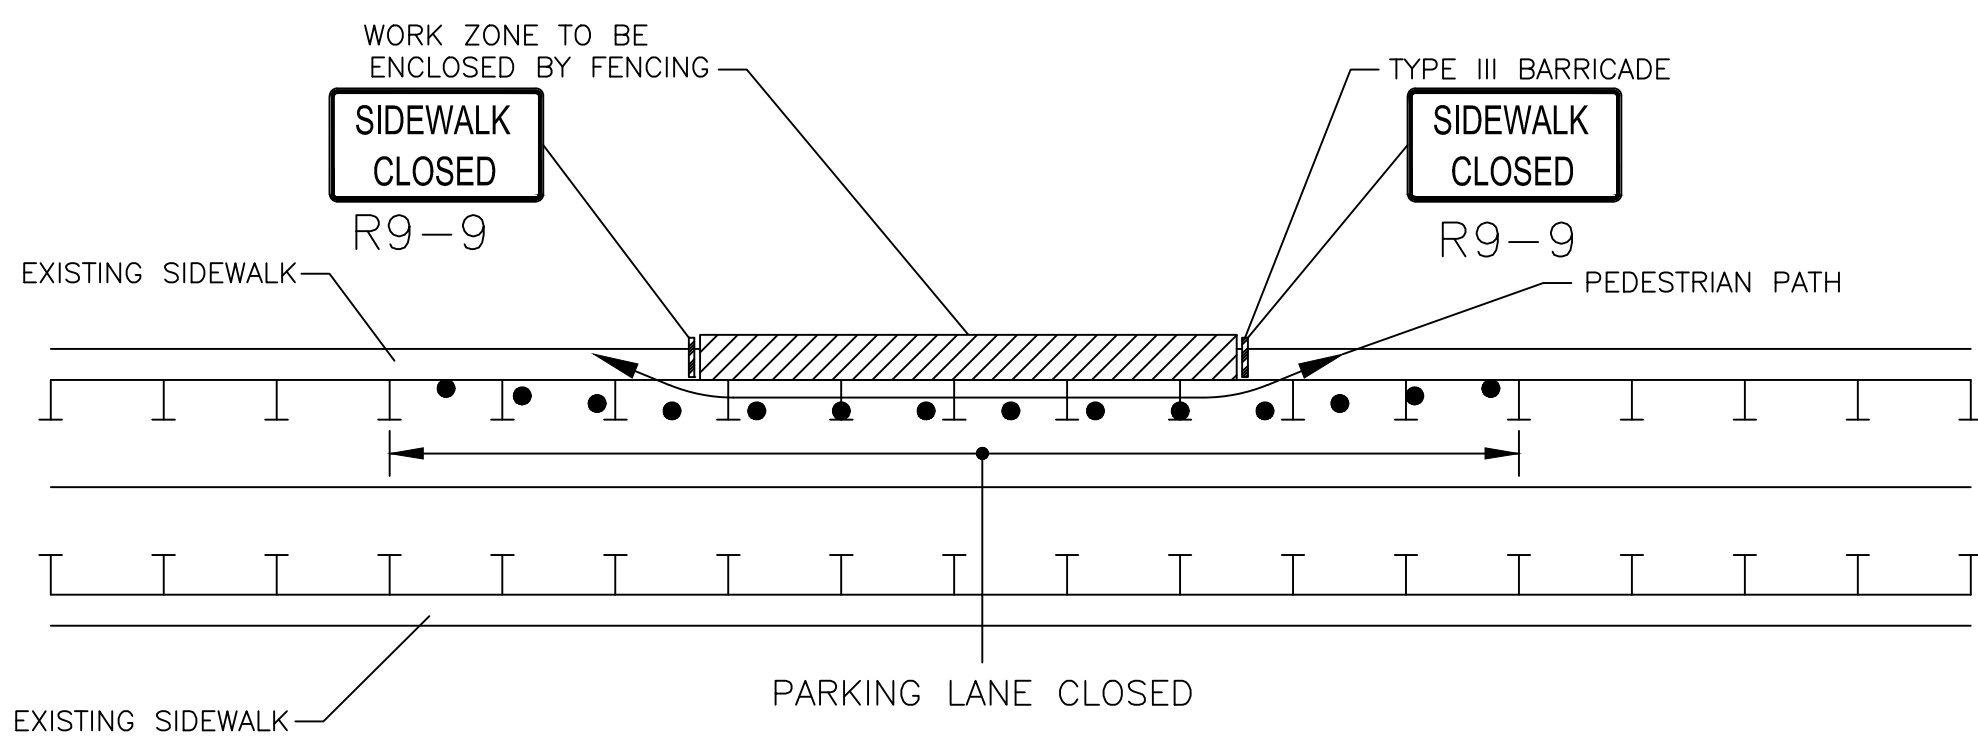 WORK ZONE TO BE
ENCLOSED BY FENCING
SIDEWALK
CLOSED
R9-9
TYPE III BARRICADE
SIDEWALK
CLOSED
R9-9
EXISTING SIDEWALK
PEDESTRIAN PATH
PARKING LANE CLOSED
EXISTING SIDEWALK